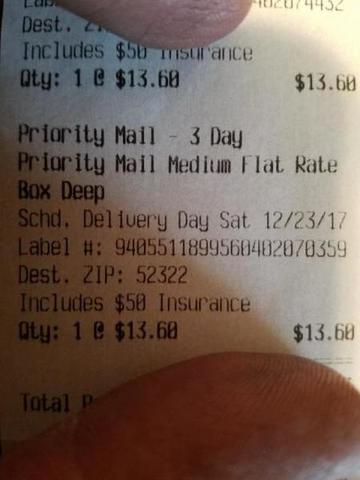 Dest.
Includes $50 Insurance
Qty: 1 @ $13.60 $13.60
Priority Mail - 3 Day
Priority Mail Medium Flat Rate
Box Deep
Schd. Delivery Day Sat 12/23/17
Label #: 9405511899560402070359
Dest. ZIP: 52322
Includes $50 Insurance
Qty: 1 @ $13.60 $13.60
Total